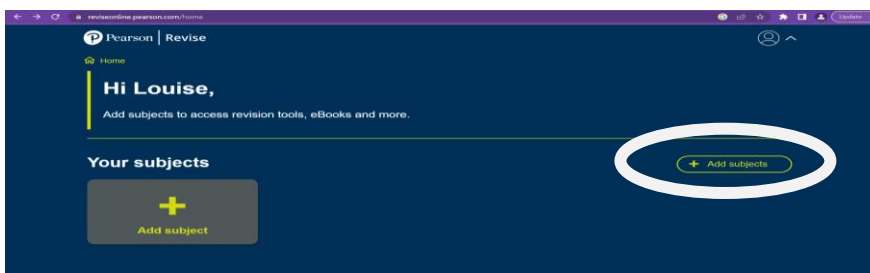 reviseonline.pearson.com/home
Update
Pearson | Revise
Home
Hi Louise,
Add subjects to access revision tools, eBooks and more.
Your subjects
+ Add subjects
Add subject